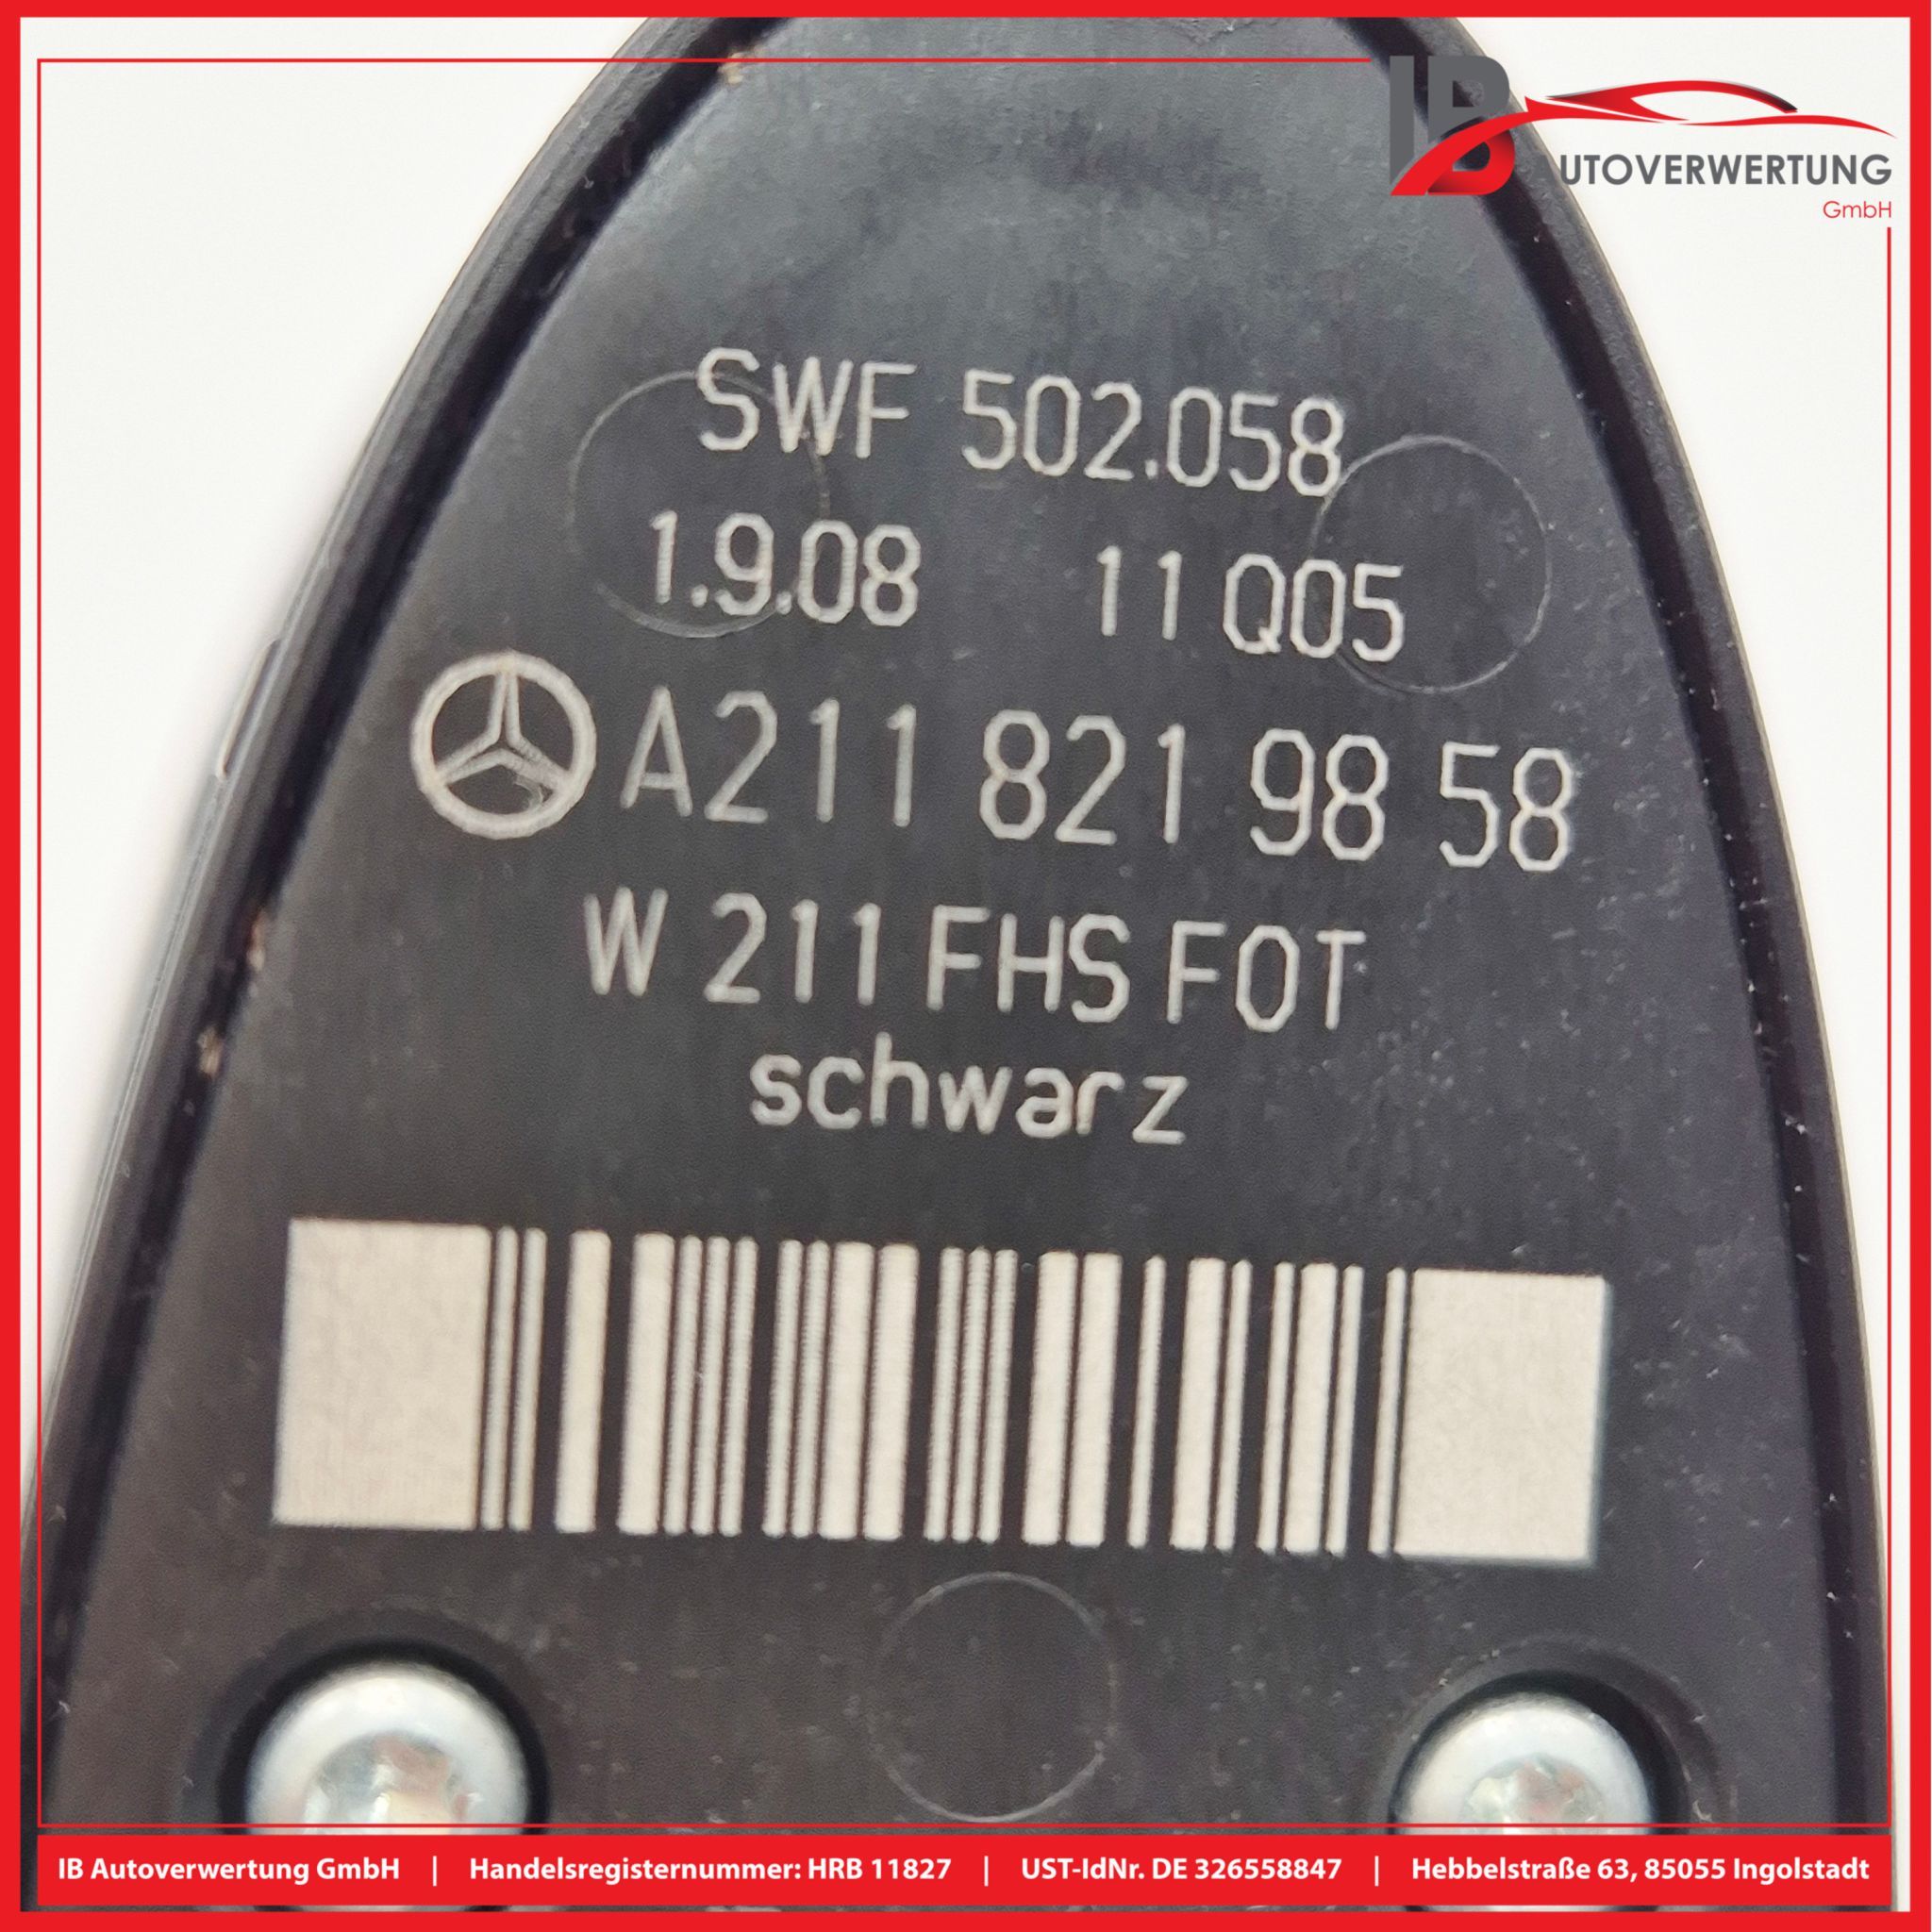 IB AUTOVERWERTUNG
GmbH
SWF 502.058
1.9.08 11 Q05
A211 821 98 58
W 211 FHS FOT
schwarz
IB Autoverwertung GmbH | Handelsregisternummer: HRB 11827 | UST-IdNr. DE 326558847 | Hebbelstraße 63, 85055 Ingolstadt